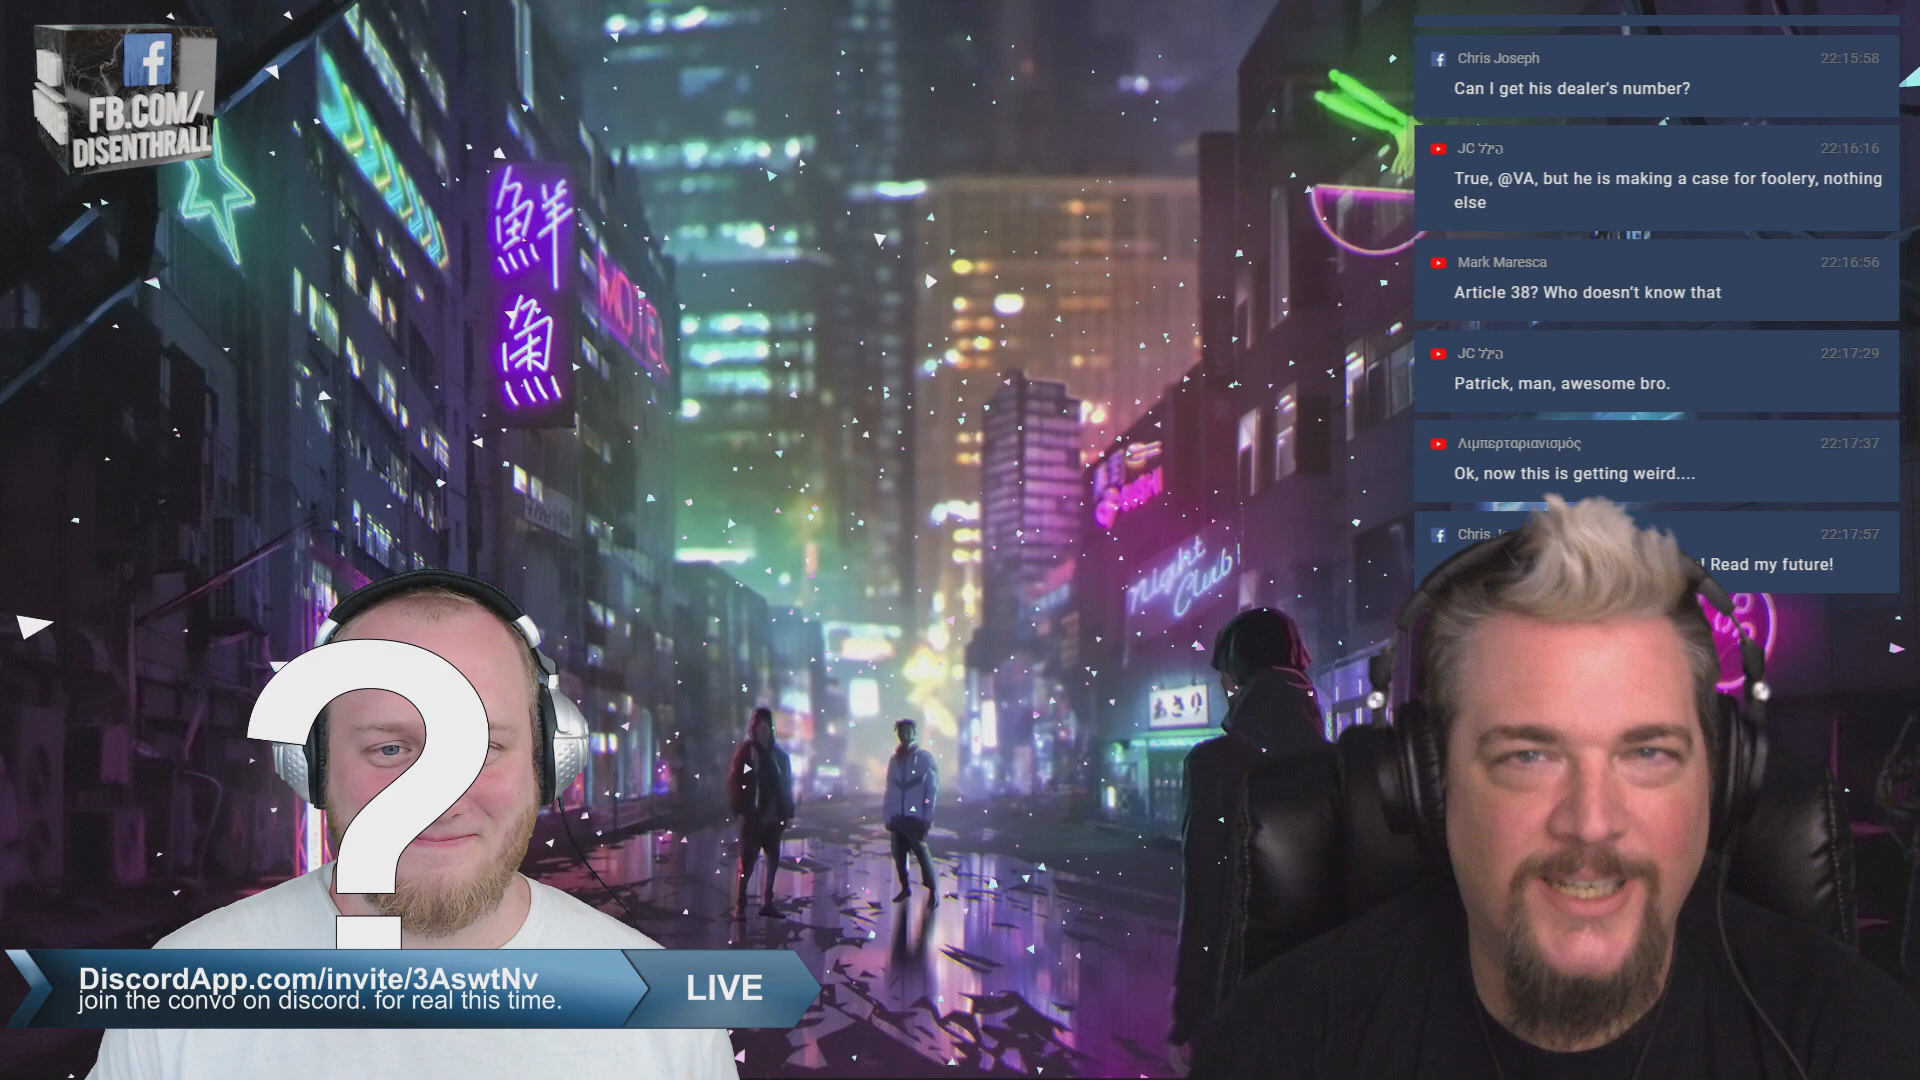 FB.COM/
DISENTHRALL
鮮
魚
MOTEL
night
Club!
あさり
Chris Joseph 22:15:58
Can I get his dealer's number?
JC הילל 22:16:16
True, @VA, but he is making a case for foolery, nothing
else
Mark Maresca 22:16:56
Article 38? Who doesn't know that
JC הילל 22:17:29
Patrick, man, awesome bro.
Λιμπερταριανισμός 22:17:37
Ok, now this is getting weird....
Chris 22:17:57
! Read my future!
?
DiscordApp.com/invite/3AswtNv
join the convo on discord. for real this time.
LIVE